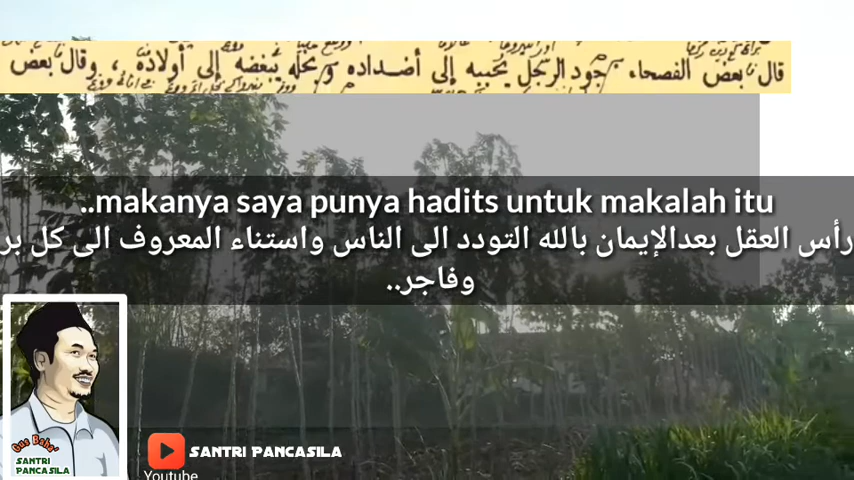 قال بعض الفصحاء جود الرجل يحببه إلى أضداده وبخله يبغضه إلى أولاده ، وقال بعض
..makanya saya punya hadits untuk makalah itu
رأس العقل بعدالإيمان بالله التودد الى الناس واستناء المعروف الى كل بر
وفاجر..
Gus Baha
SANTRI
PANCASILA
SANTRI PANCASILA
Youtube